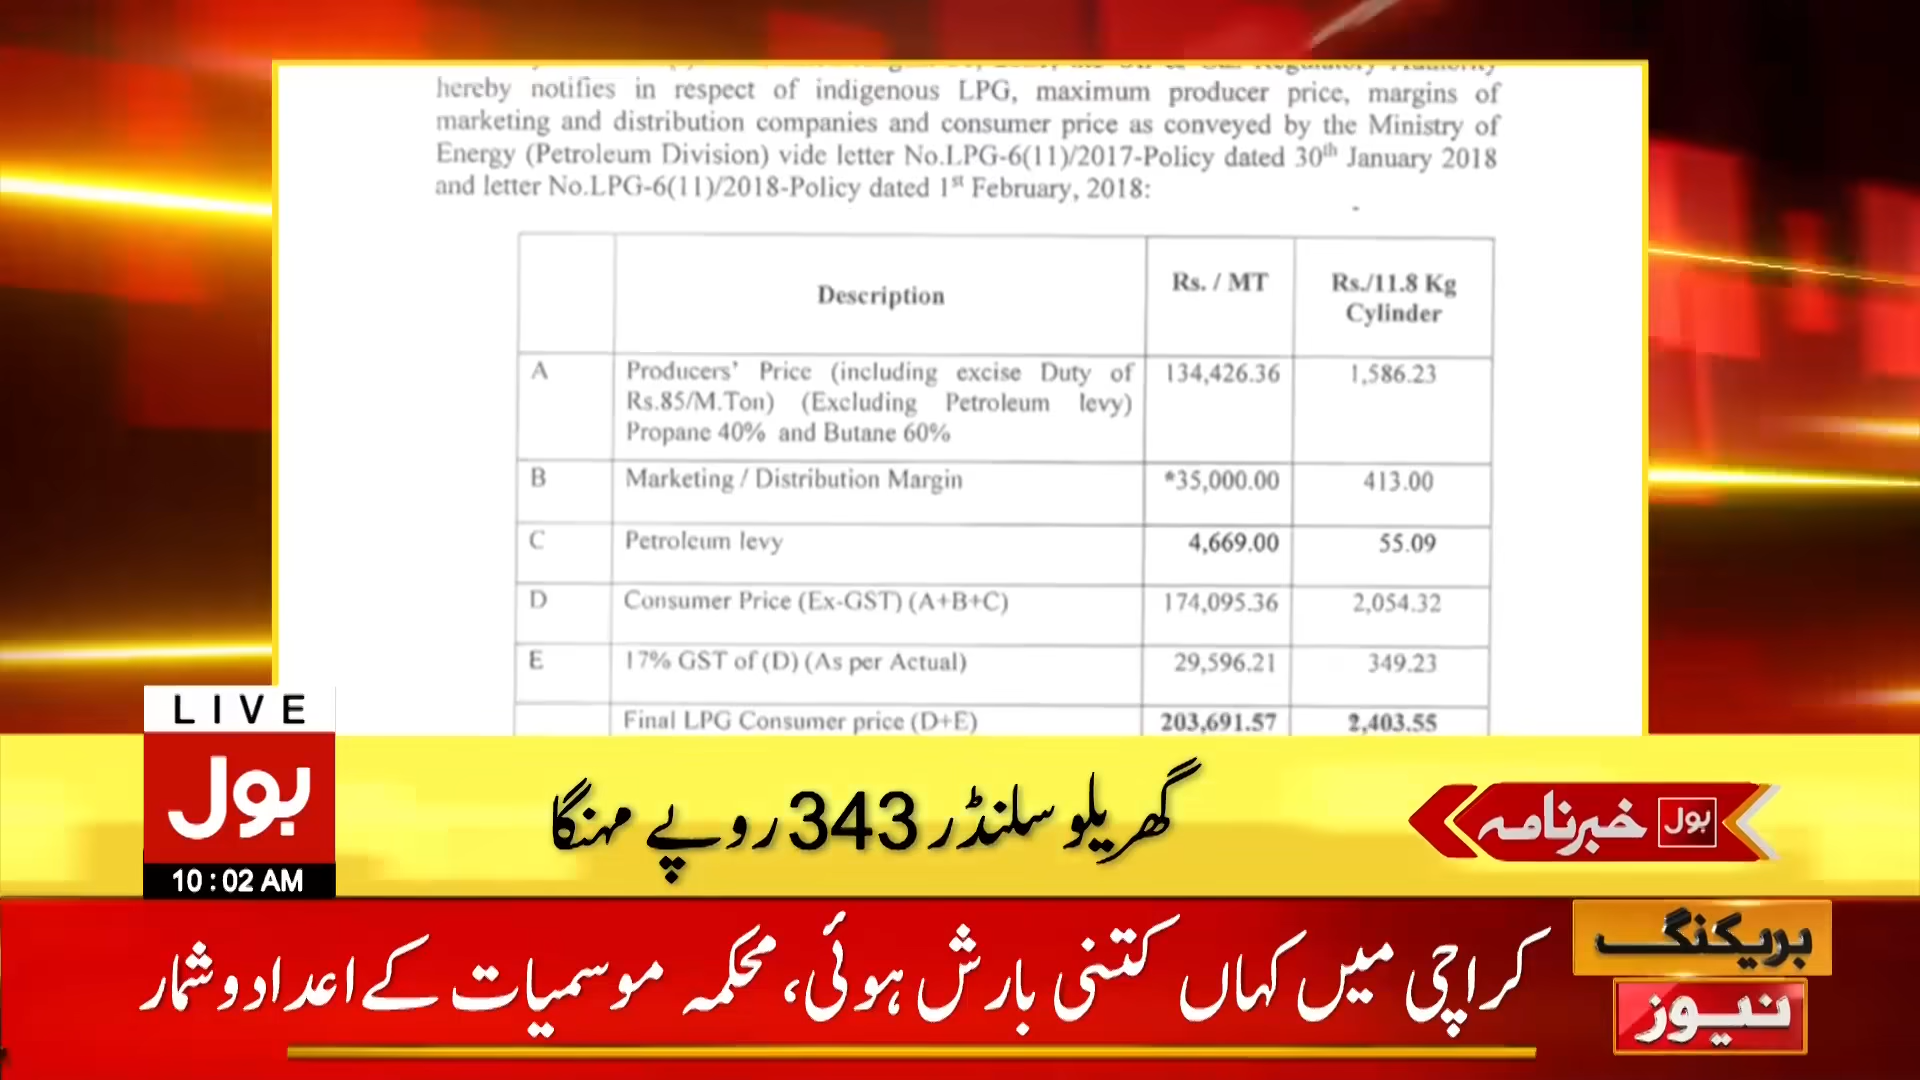 hereby notifies in respect of indigenous LPG, maximum producer price, margins of
marketing and distribution companies and consumer price as conveyed by the Ministry of
Energy (Petroleum Division) vide letter No.LPG-6(11)/2017-Policy dated 30th January 2018
and letter No.LPG-6(11)/2018-Policy dated 1st February, 2018:
Description Rs. / MT Rs./11.8 Kg
Cylinder
A Producers' Price (including excise Duty of 134,426.36 1,586.23
Rs.85/M.Ton) (Excluding Petroleum levy)
Propane 40% and Butane 60%
B Marketing / Distribution Margin *35,000.00 413.00
C Petroleum levy 4,669.00 55.09
D Consumer Price (Ex-GST) (A+B+C) 174,095.36 2,054.32
E 17% GST of (D) (As per Actual) 29,596.21 349.23
Final LPG Consumer price (D+E) 203,691.57 2,403.55
LIVE
بول
10:02 AM
گھریلو سلنڈر 343 روپے مہنگا
بول خبرنامہ
بریکنگ
نیوز
کراچی میں کہاں کتنی بارش ہوئی، محکمہ موسمیات کے اعدادوشمار